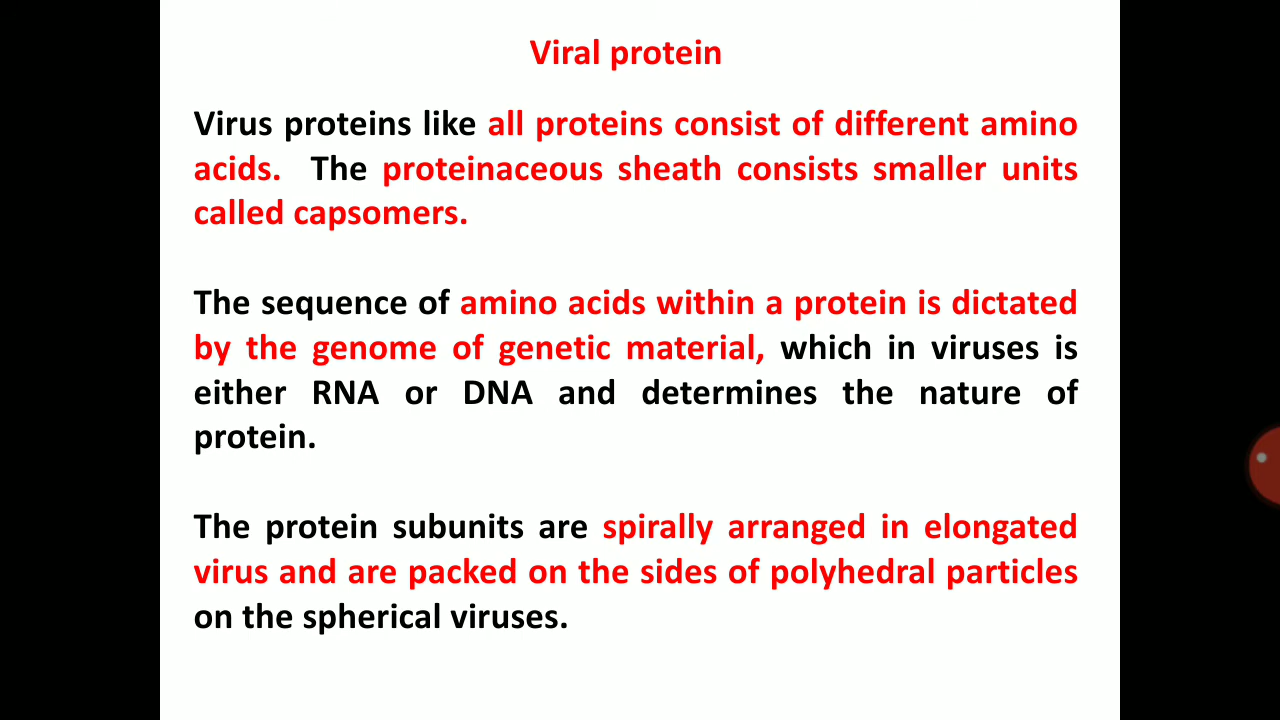 Viral protein
Virus proteins like all proteins consist of different amino
acids. The proteinaceous sheath consists smaller units
called capsomers.
The sequence of amino acids within a protein is dictated
by the genome of genetic material, which in viruses is
either RNA or DNA and determines the nature of
protein.
The protein subunits are spirally arranged in elongated
virus and are packed on the sides of polyhedral particles
on the spherical viruses.